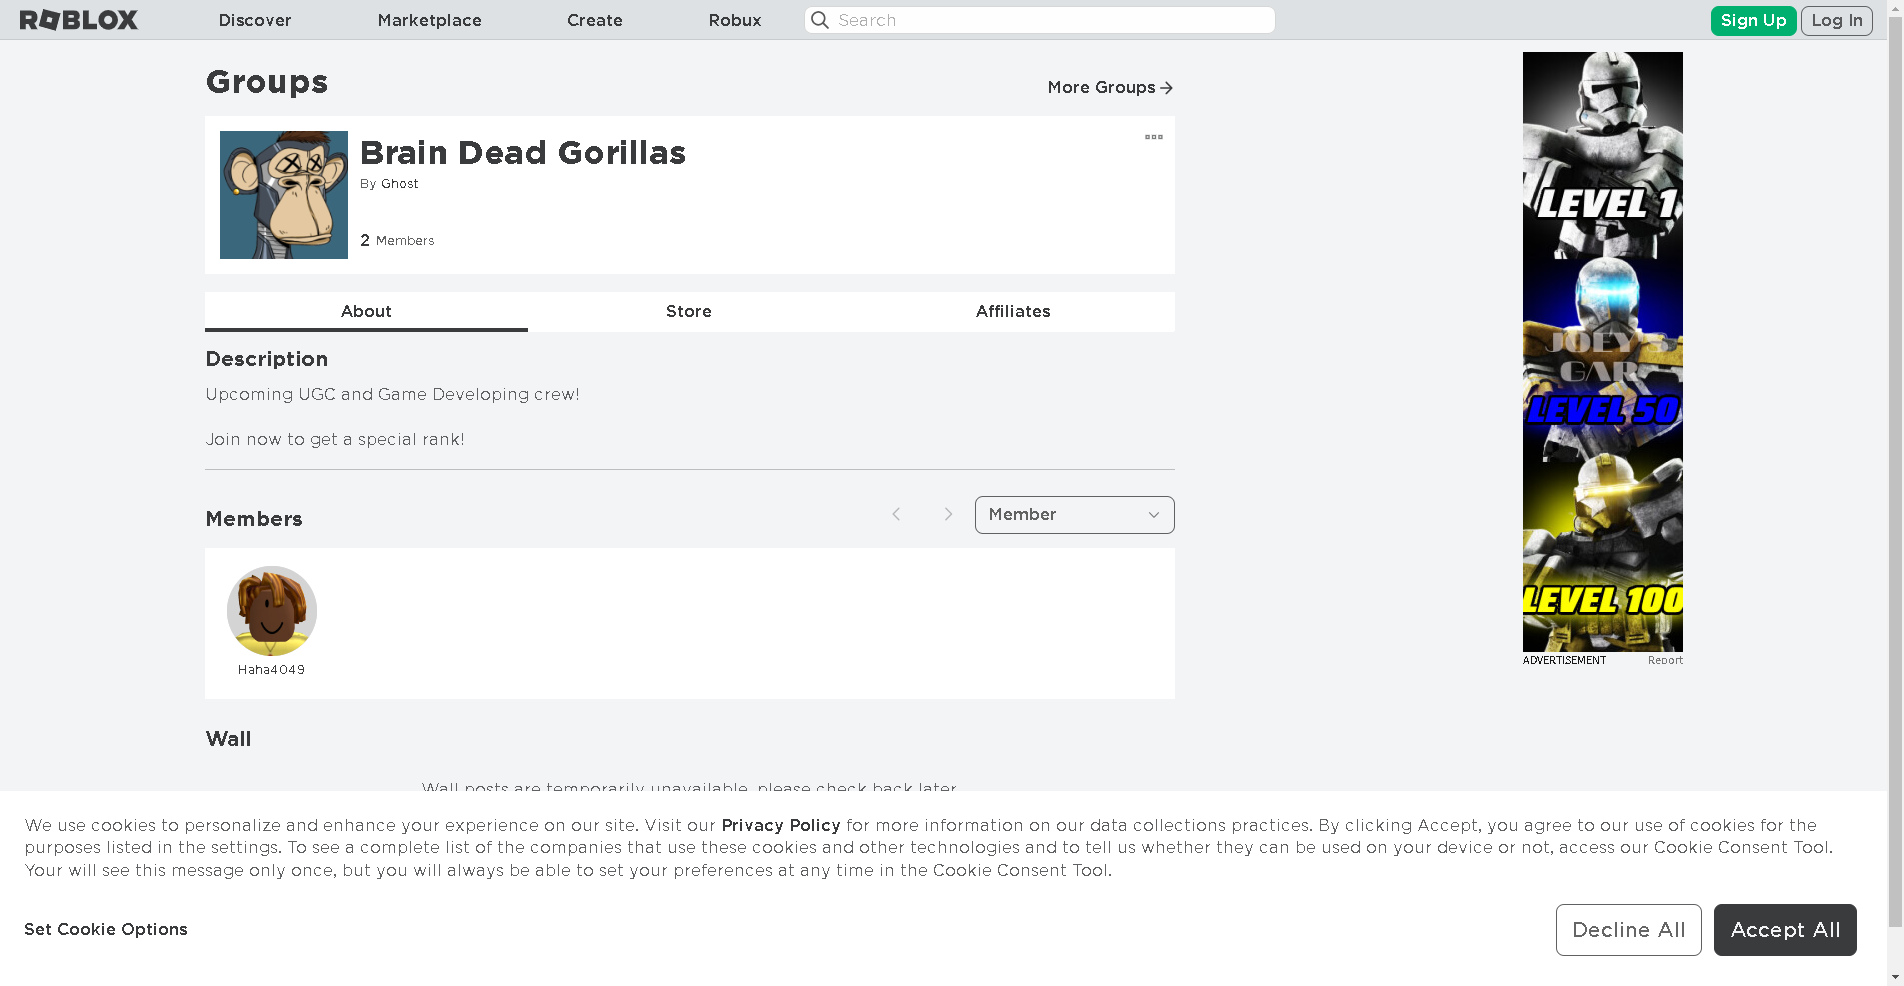 ROBLOX
Discover
Marketplace
Create
Robux
Search
Sign Up
Log In
Groups
More Groups
Brain Dead Gorillas
By Ghost
2 Members
About
Store
Affiliates
Description
Upcoming UGC and Game Developing crew!
Join now to get a special rank!
Members
Member
Haha4049
Wall
Wall posts are temporarily unavailable, please check back later.
LEVEL 1
JOEY'S
GAR
LEVEL 50
LEVEL 100
ADVERTISEMENT
Report
We use cookies to personalize and enhance your experience on our site. Visit our Privacy Policy for more information on our data collections practices. By clicking Accept, you agree to our use of cookies for the
purposes listed in the settings. To see a complete list of the companies that use these cookies and other technologies and to tell us whether they can be used on your device or not, access our Cookie Consent Tool.
Your will see this message only once, but you will always be able to set your preferences at any time in the Cookie Consent Tool.
Set Cookie Options
Decline All
Accept All